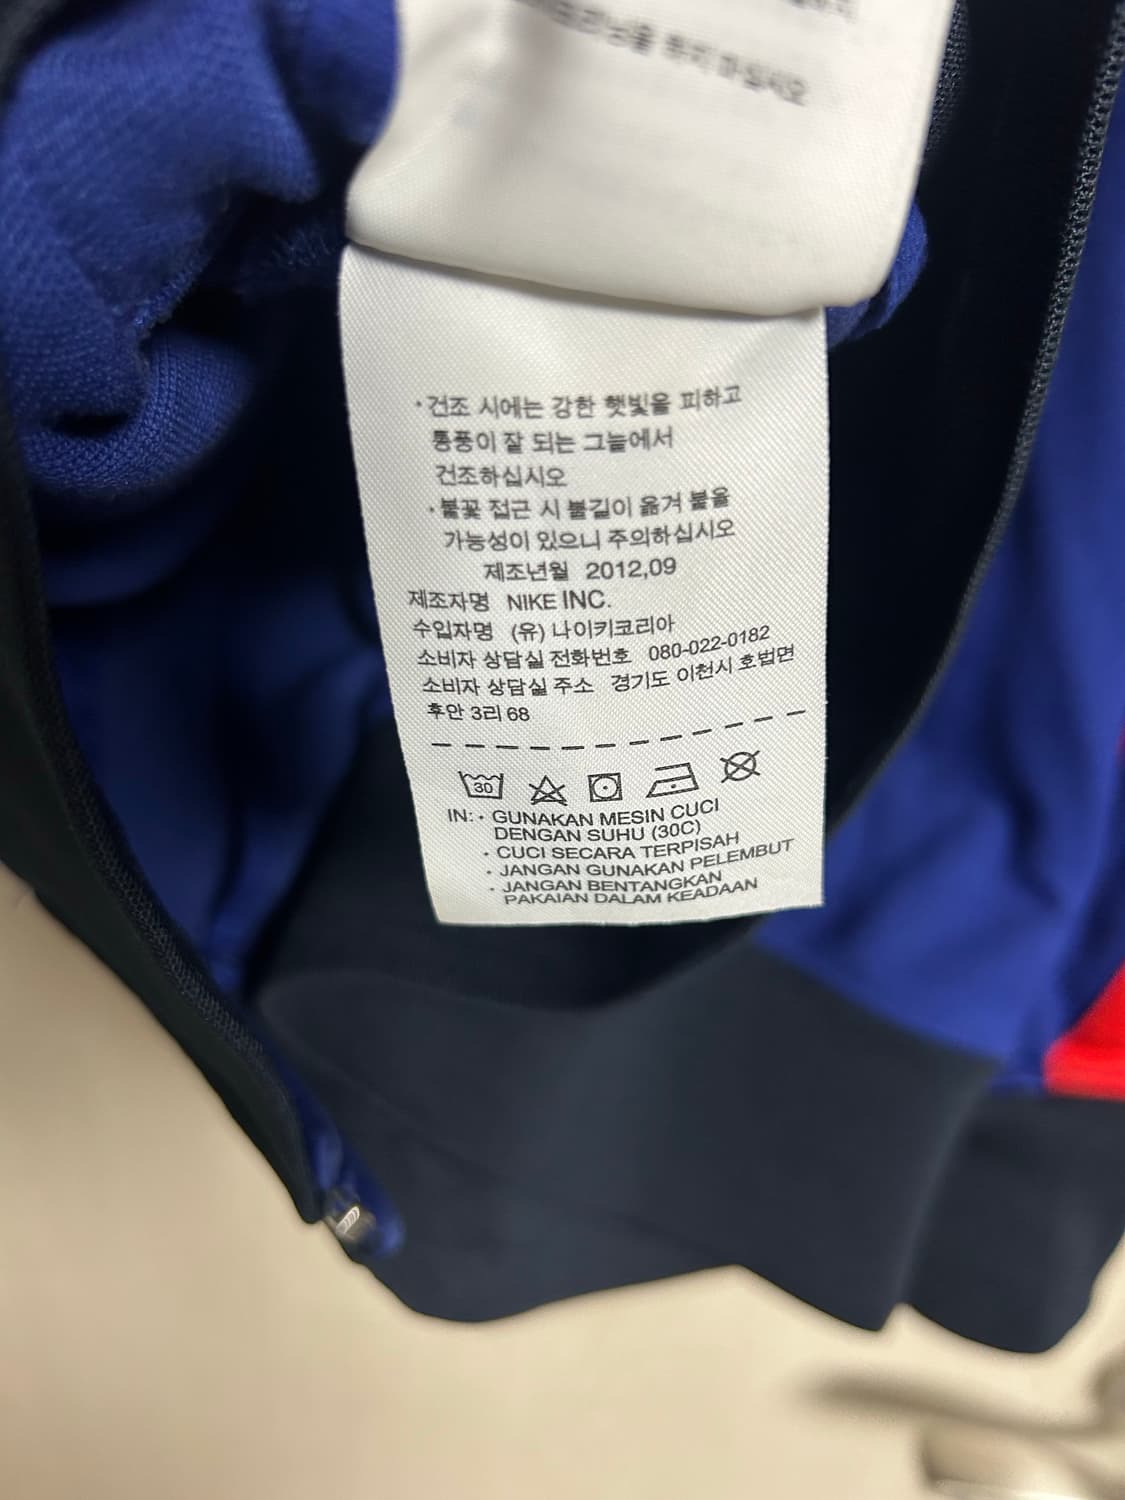 하지 마십시오
· 건조 시에는 강한 햇빛을 피하고
통풍이 잘 되는 그늘에서
건조하십시오
· 불꽃 접근 시 불길이 옮겨 붙을
가능성이 있으니 주의하십시오
제조년월 2012,09
제조자명 NIKE INC.
수입자명 (유) 나이키코리아
소비자 상담실 전화번호 080-022-0182
소비자 상담실 주소 경기도 이천시 호법면
후안 3리 68
30
IN: · GUNAKAN MESIN CUCI
DENGAN SUHU (30C)
· CUCI SECARA TERPISAH
· JANGAN GUNAKAN PELEMBUT
· JANGAN BENTANGKAN
PAKAIAN DALAM KEADAAN